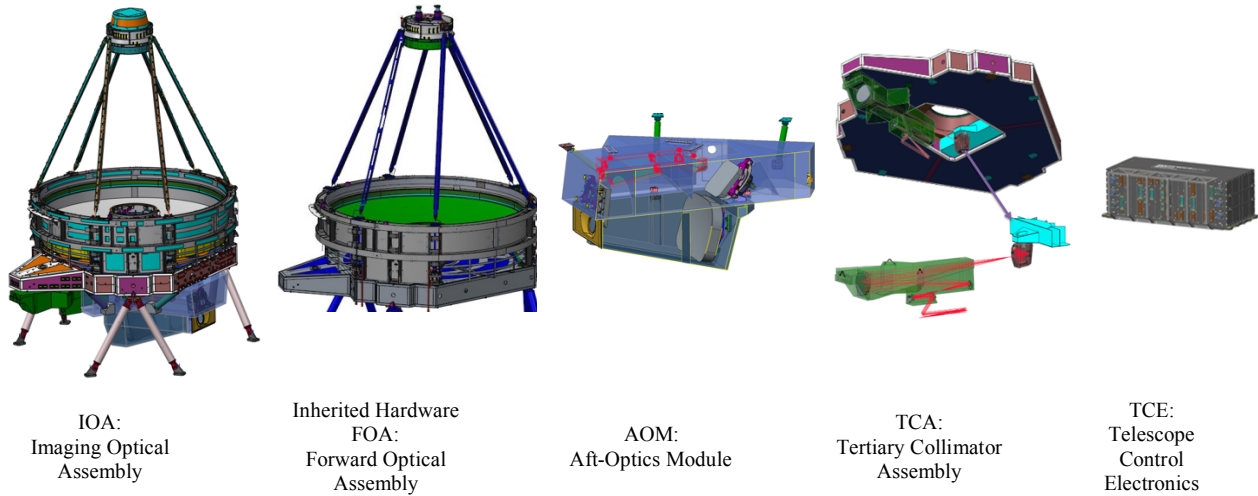 IOA:
Imaging Optical
Assembly
Inherited Hardware
FOA:
Forward Optical
Assembly
AOM:
Aft-Optics Module
TCA:
Tertiary Collimator
Assembly
TCE:
Telescope
Control
Electronics